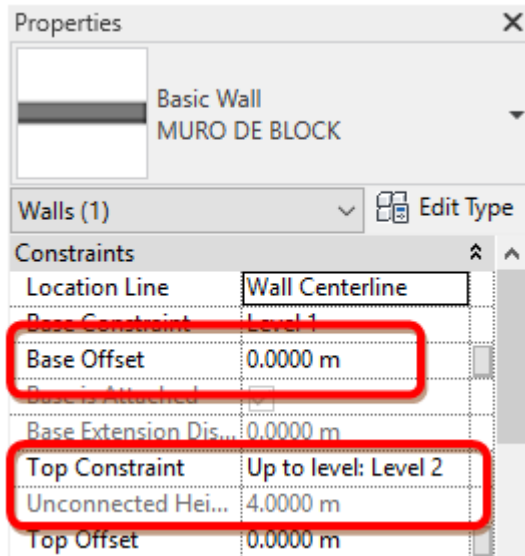 Properties
Basic Wall
MURO DE BLOCK
Walls (1) Edit Type
Constraints
Location Line Wall Centerline
Base Constraint Level 1
Base Offset 0.0000 m
Base is Attached
Base Extension Dis... 0.0000 m
Top Constraint Up to level: Level 2
Unconnected Hei... 4.0000 m
Top Offset 0.0000 m